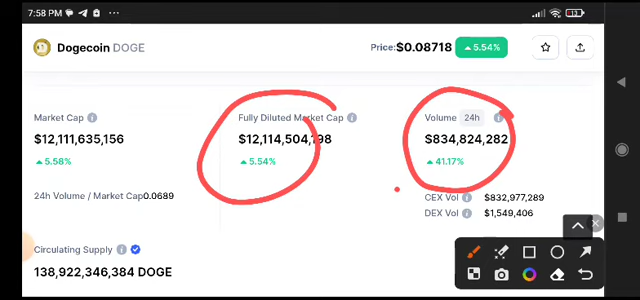 7:58 PM
13
Dogecoin DOGE
Price:$0.08718 5.54%
Market Cap
Fully Diluted Market Cap
Volume 24h
$12,111,635,156
$12,114,504,798
$834,824,282
5.58%
5.54%
41.17%
24h Volume / Market Cap0.0689
CEX Vol $832,977,289
DEX Vol $1,549,406
Circulating Supply
138,922,346,384 DOGE